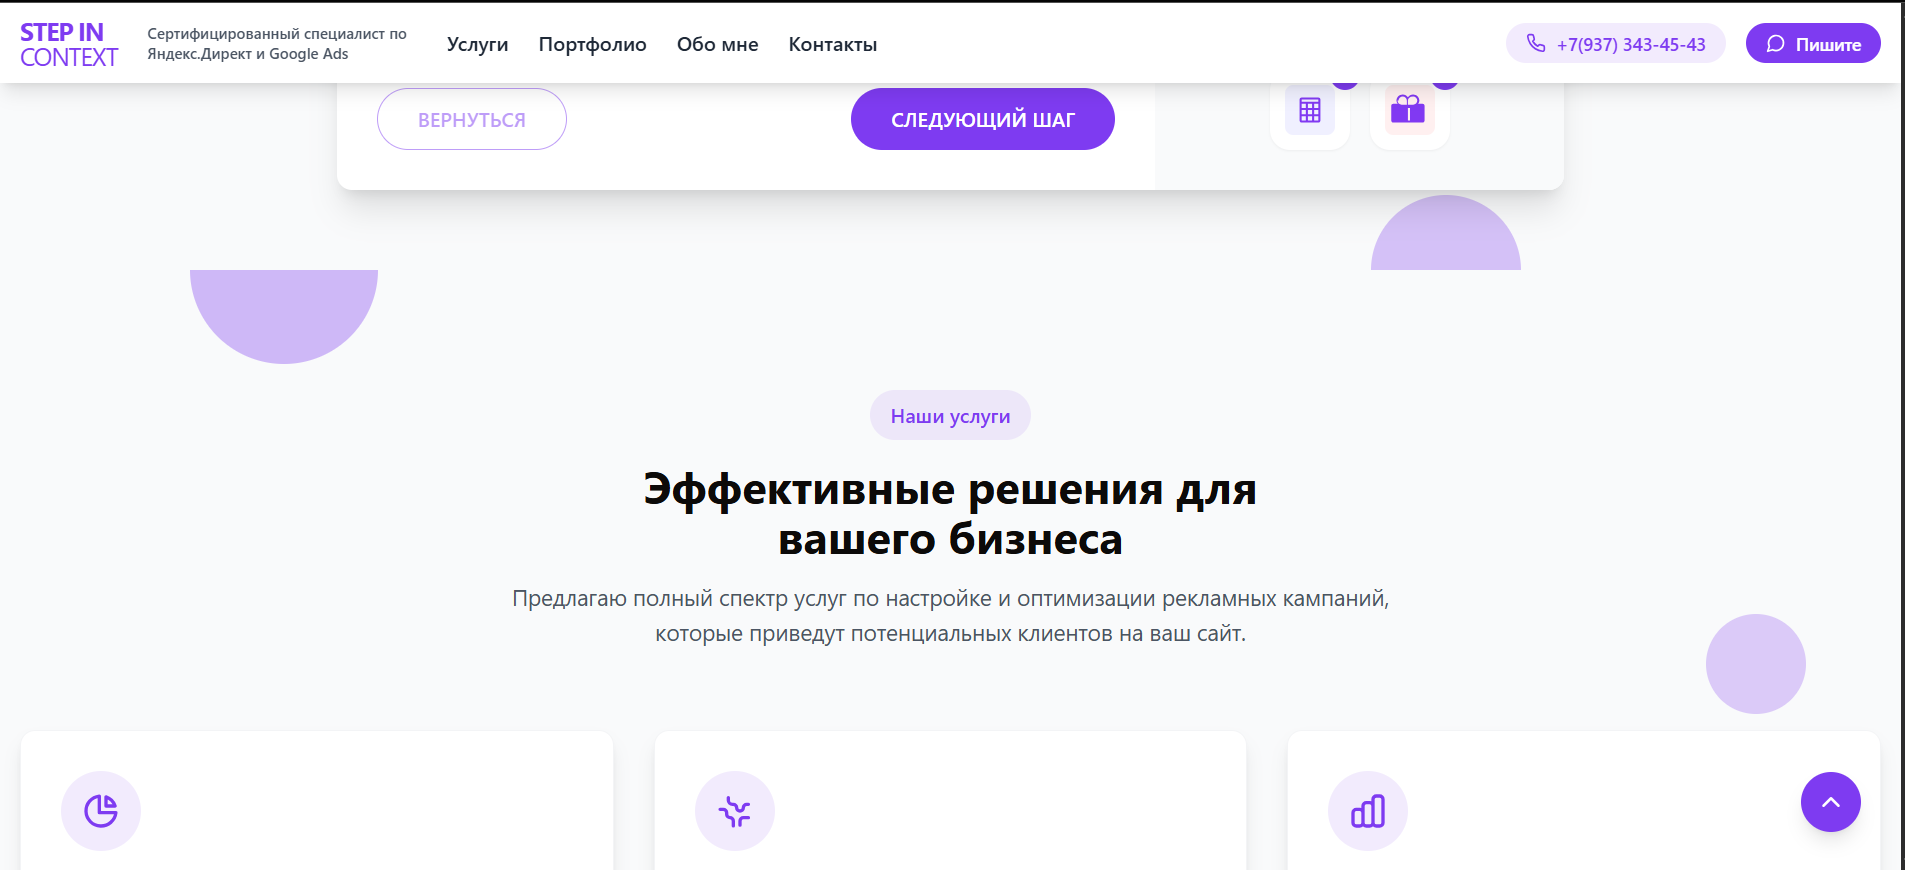 STEP IN
CONTEXT
Сертифицированный специалист по
Яндекс.Директ и Google Ads
Услуги
Портфолио
Обо мне
Контакты
+7(937) 343-45-43
Пишите
ВЕРНУТЬСЯ
СЛЕДУЮЩИЙ ШАГ
Наши услуги
Эффективные решения для
вашего бизнеса
Предлагаю полный спектр услуг по настройке и оптимизации рекламных кампаний,
которые приведут потенциальных клиентов на ваш сайт.